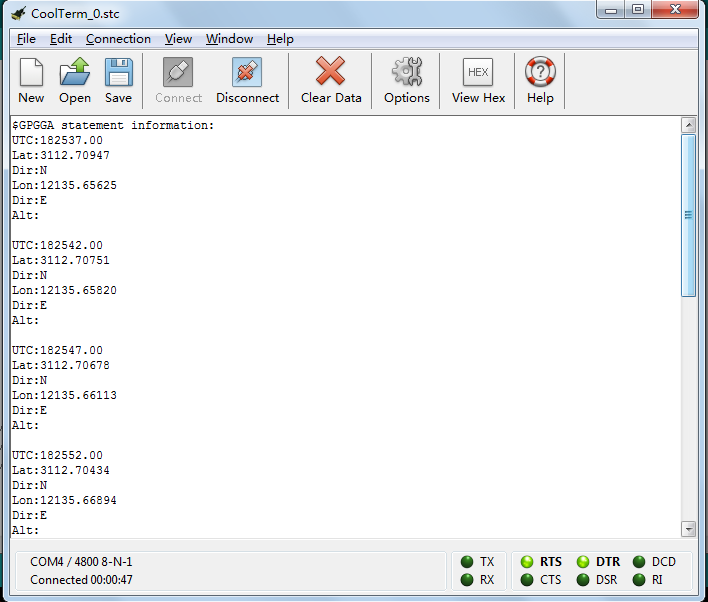 CoolTerm_0.stc
File Edit Connection View Window Help
New Open Save Connect Disconnect Clear Data Options HEX View Hex Help
$GPGGA statement information:
UTC:182537.00
Lat:3112.70947
Dir:N
Lon:12135.65625
Dir:E
Alt:
UTC:182542.00
Lat:3112.70751
Dir:N
Lon:12135.65820
Dir:E
Alt:
UTC:182547.00
Lat:3112.70678
Dir:N
Lon:12135.66113
Dir:E
Alt:
UTC:182552.00
Lat:3112.70434
Dir:N
Lon:12135.66894
Dir:E
Alt:
COM4 / 4800 8-N-1 TX RTS DTR DCD
Connected 00:00:47 RX CTS DSR RI